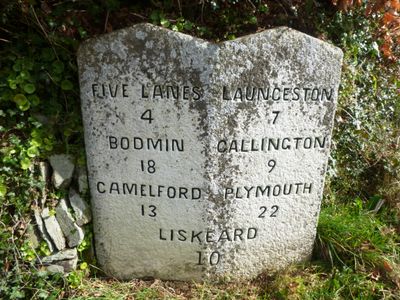 FIVE LANES LAUNCESTON
4 7
BODMIN CALLINGTON
18 9
CAMELFORD PLYMOUTH
13 22
LISKEARD
10